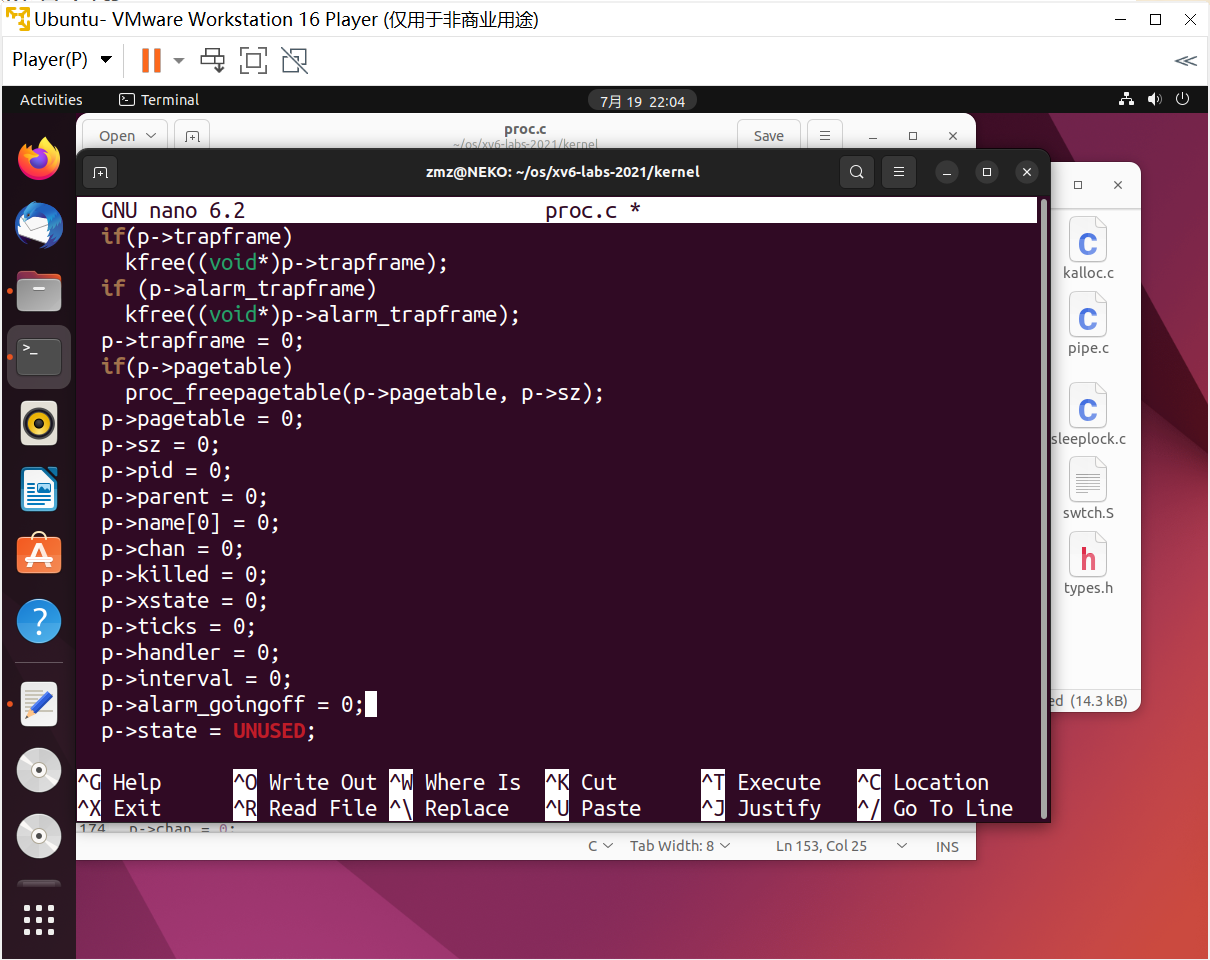 Ubuntu- VMware Workstation 16 Player (仅用于非商业用途)
Player(P)
Activities
Terminal
7月 19 22:04
Open
proc.c
~/os/xv6-labs-2021/kernel
Save
zmz@NEKO: ~/os/xv6-labs-2021/kernel
GNU nano 6.2 proc.c *
if(p->trapframe)
kfree((void*)p->trapframe);
if (p->alarm_trapframe)
kfree((void*)p->alarm_trapframe);
p->trapframe = 0;
if(p->pagetable)
proc_freepagetable(p->pagetable, p->sz);
p->pagetable = 0;
p->sz = 0;
p->pid = 0;
p->parent = 0;
p->name[0] = 0;
p->chan = 0;
p->killed = 0;
p->xstate = 0;
p->ticks = 0;
p->handler = 0;
p->interval = 0;
p->alarm_goingoff = 0;
p->state = UNUSED;
^G Help ^O Write Out ^W Where Is ^K Cut ^T Execute ^C Location
^X Exit ^R Read File ^\ Replace ^U Paste ^J Justify ^/ Go To Line
174 p->chan = 0;
C Tab Width: 8 Ln 153, Col 25 INS
kalloc.c
pipe.c
sleeplock.c
swtch.S
types.h
(14.3 kB)